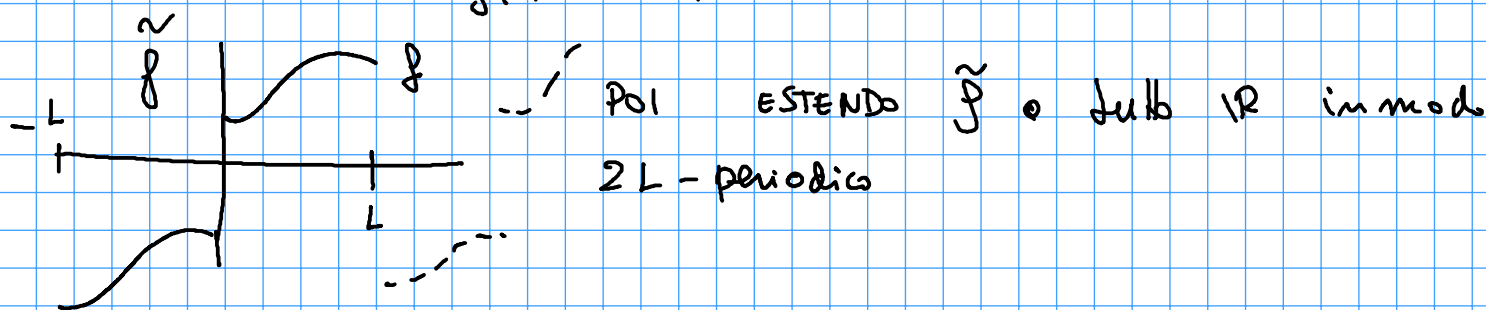 f̃
f
-L
L
POI ESTENDO f̃ a tutto ℝ in modo
2L-periodico